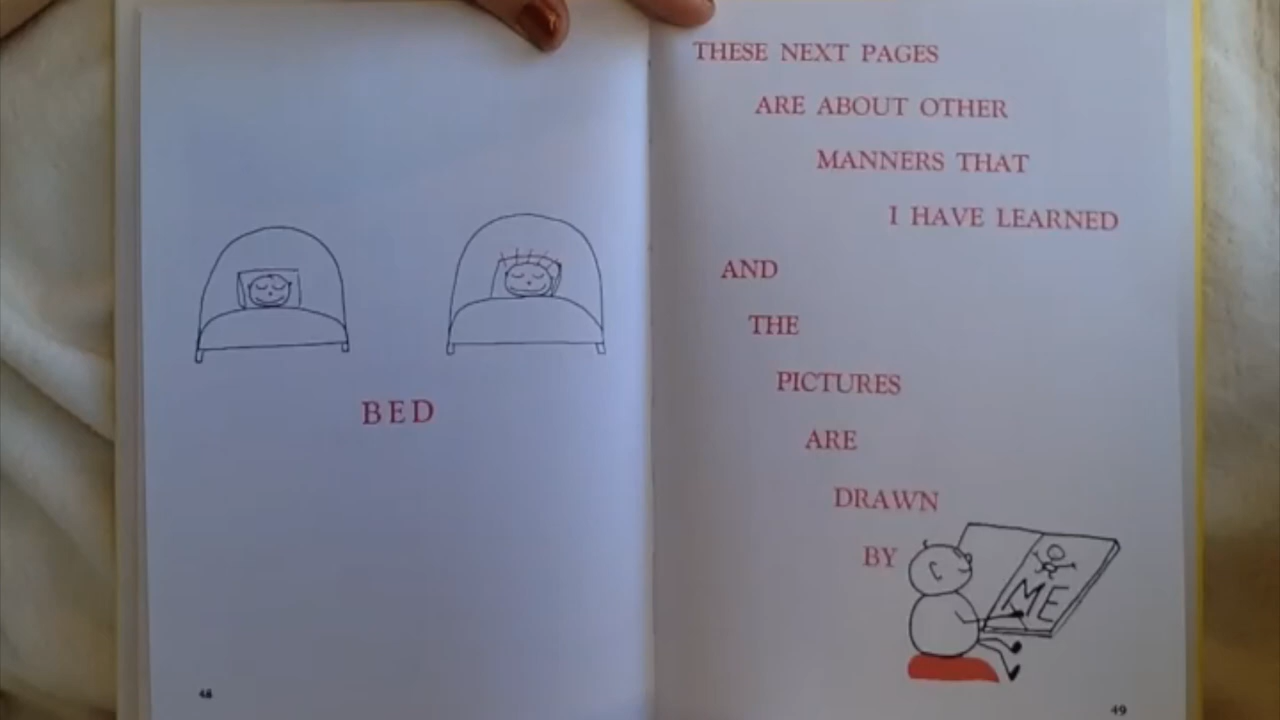 BED
48
THESE NEXT PAGES
ARE ABOUT OTHER
MANNERS THAT
I HAVE LEARNED
AND
THE
PICTURES
ARE
DRAWN
BY
ME
49